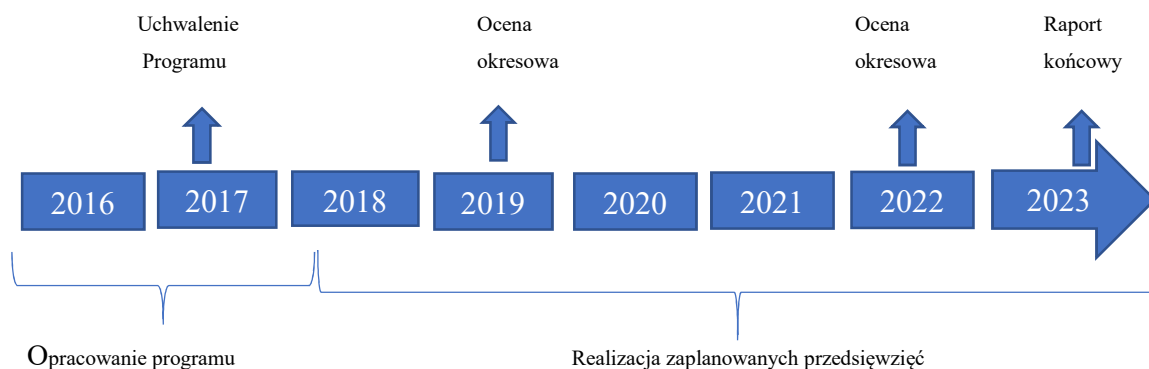 Uchwalenie
Programu
Ocena
okresowa
Ocena
okresowa
Raport
końcowy
2016
2017
2018
2019
2020
2021
2022
2023
Opracowanie programu
Realizacja zaplanowanych przedsięwzięć